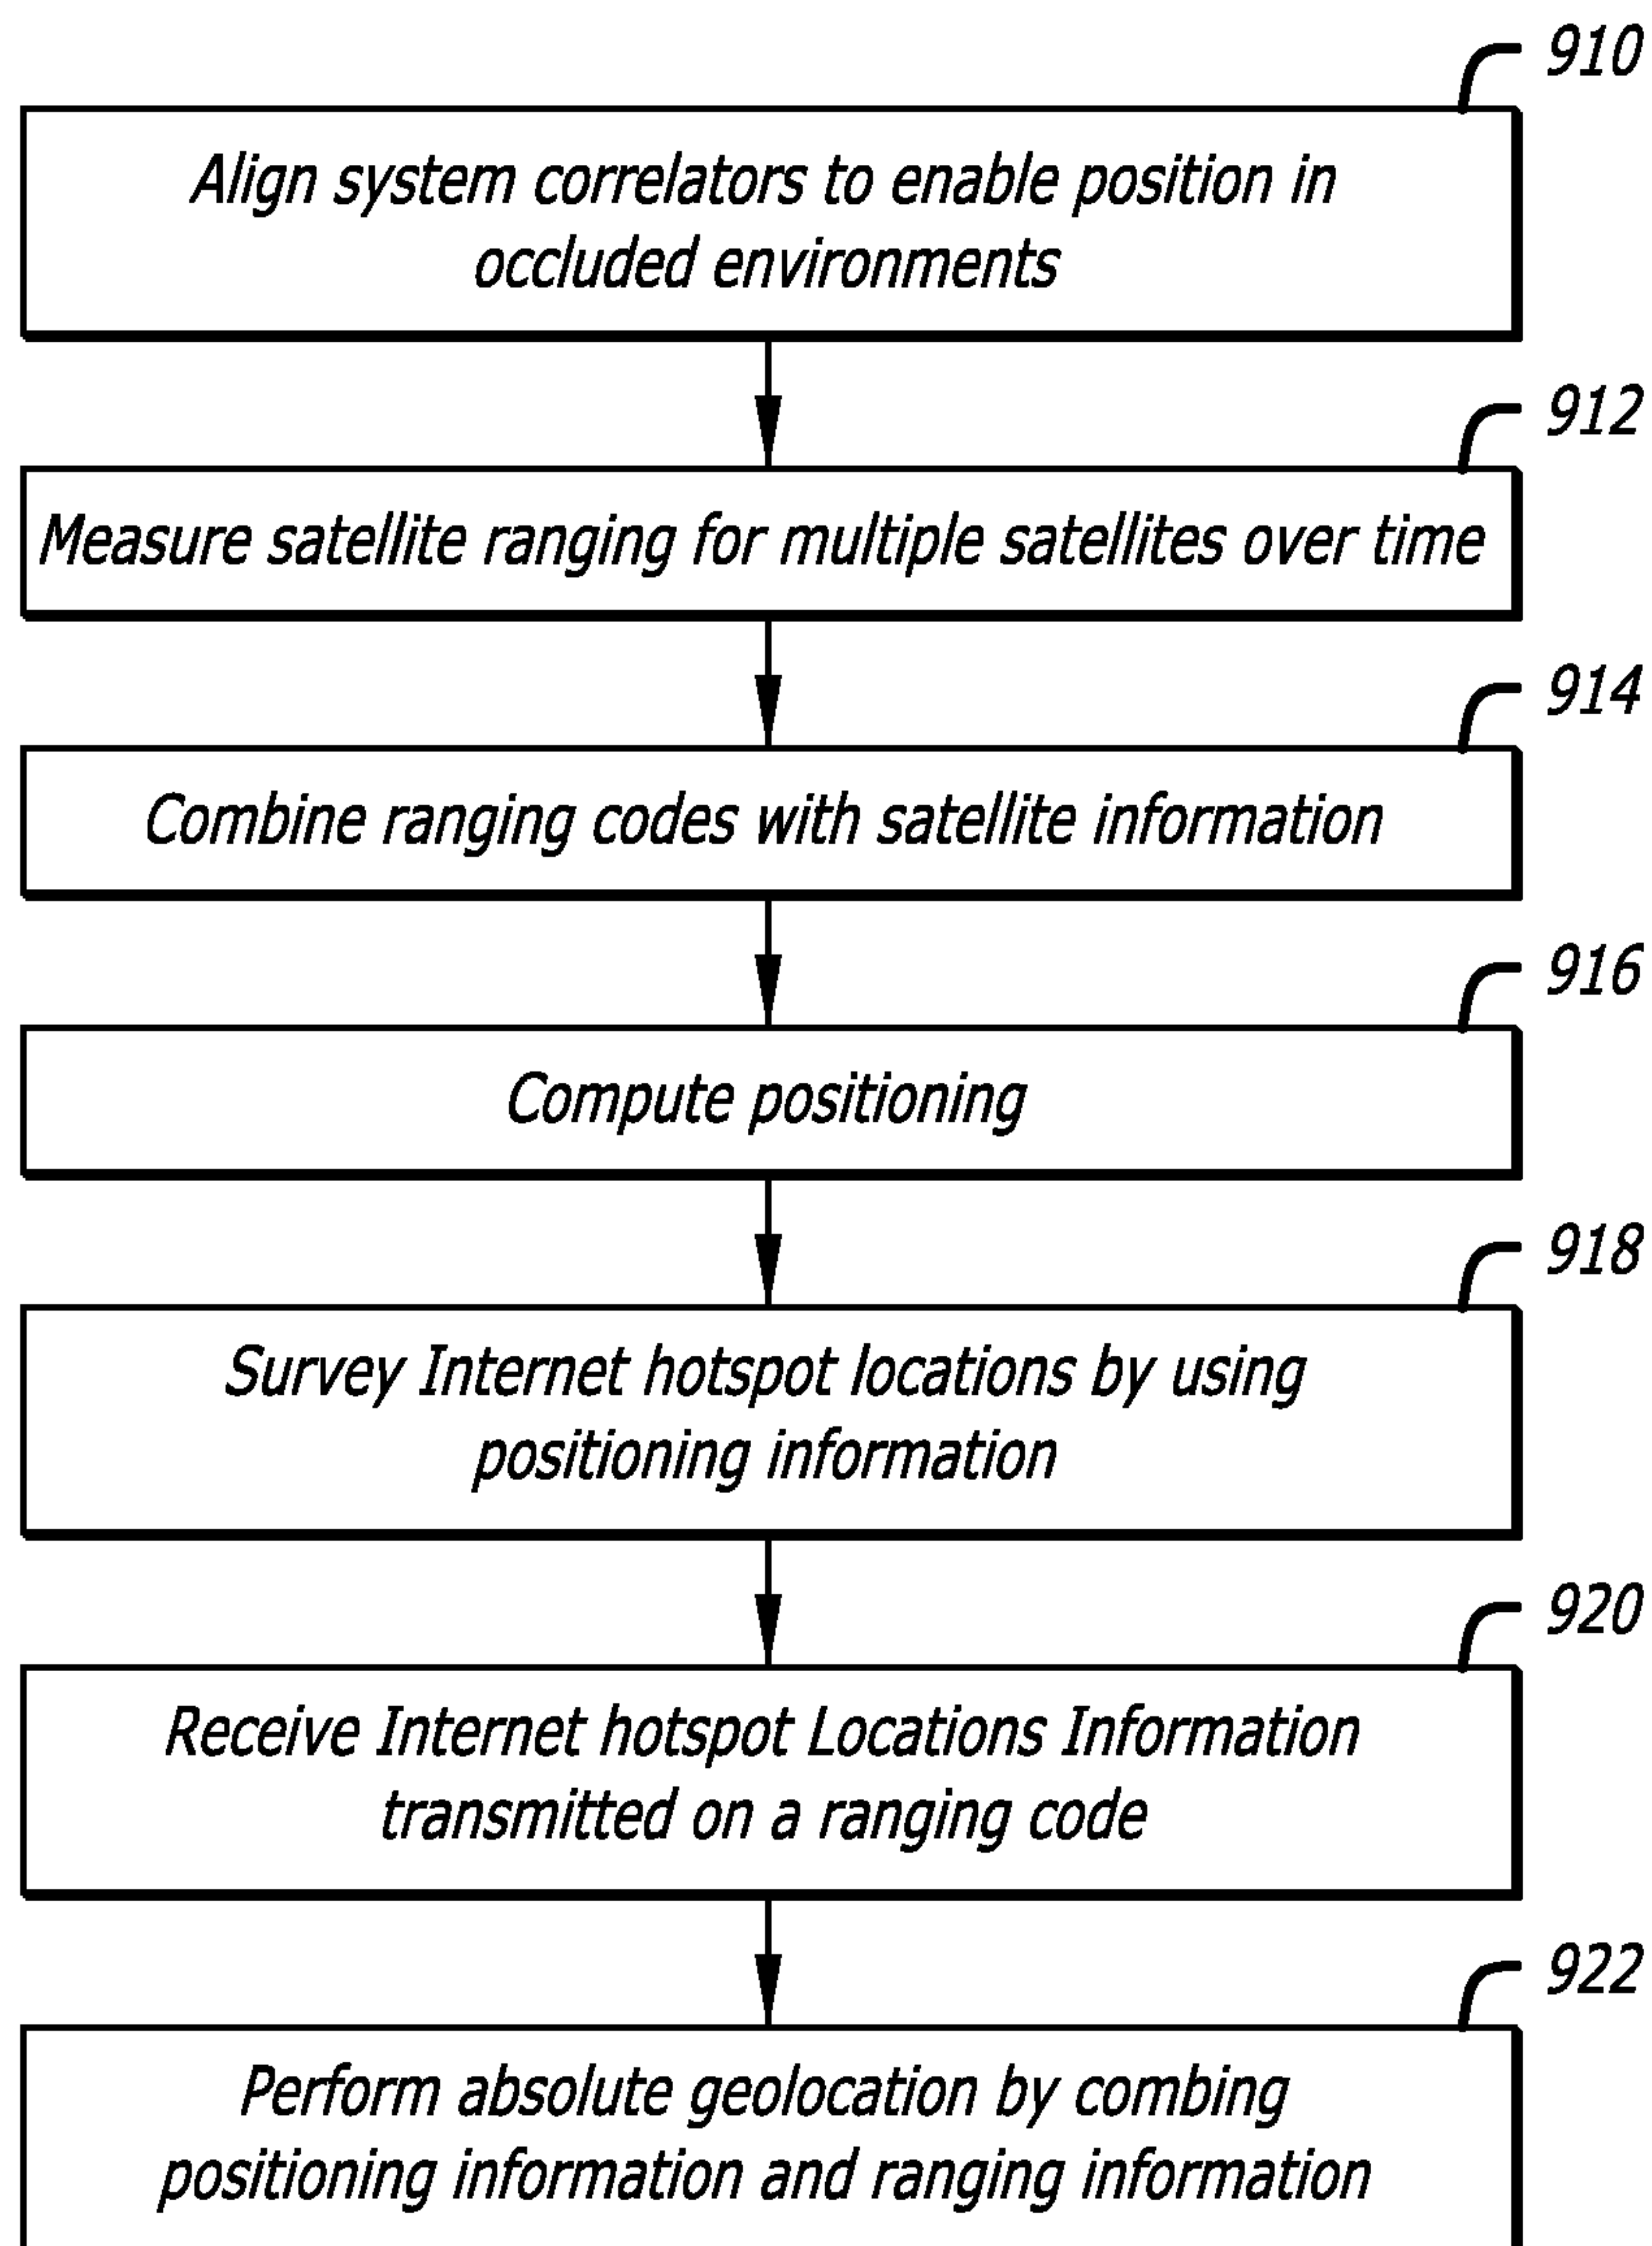 910
Align system correlators to enable position in
occluded environments
912
Measure satellite ranging for multiple satellites over time
914
Combine ranging codes with satellite information
916
Compute positioning
918
Survey Internet hotspot locations by using
positioning information
920
Receive Internet hotspot Locations Information
transmitted on a ranging code
922
Perform absolute geolocation by combing
positioning information and ranging information